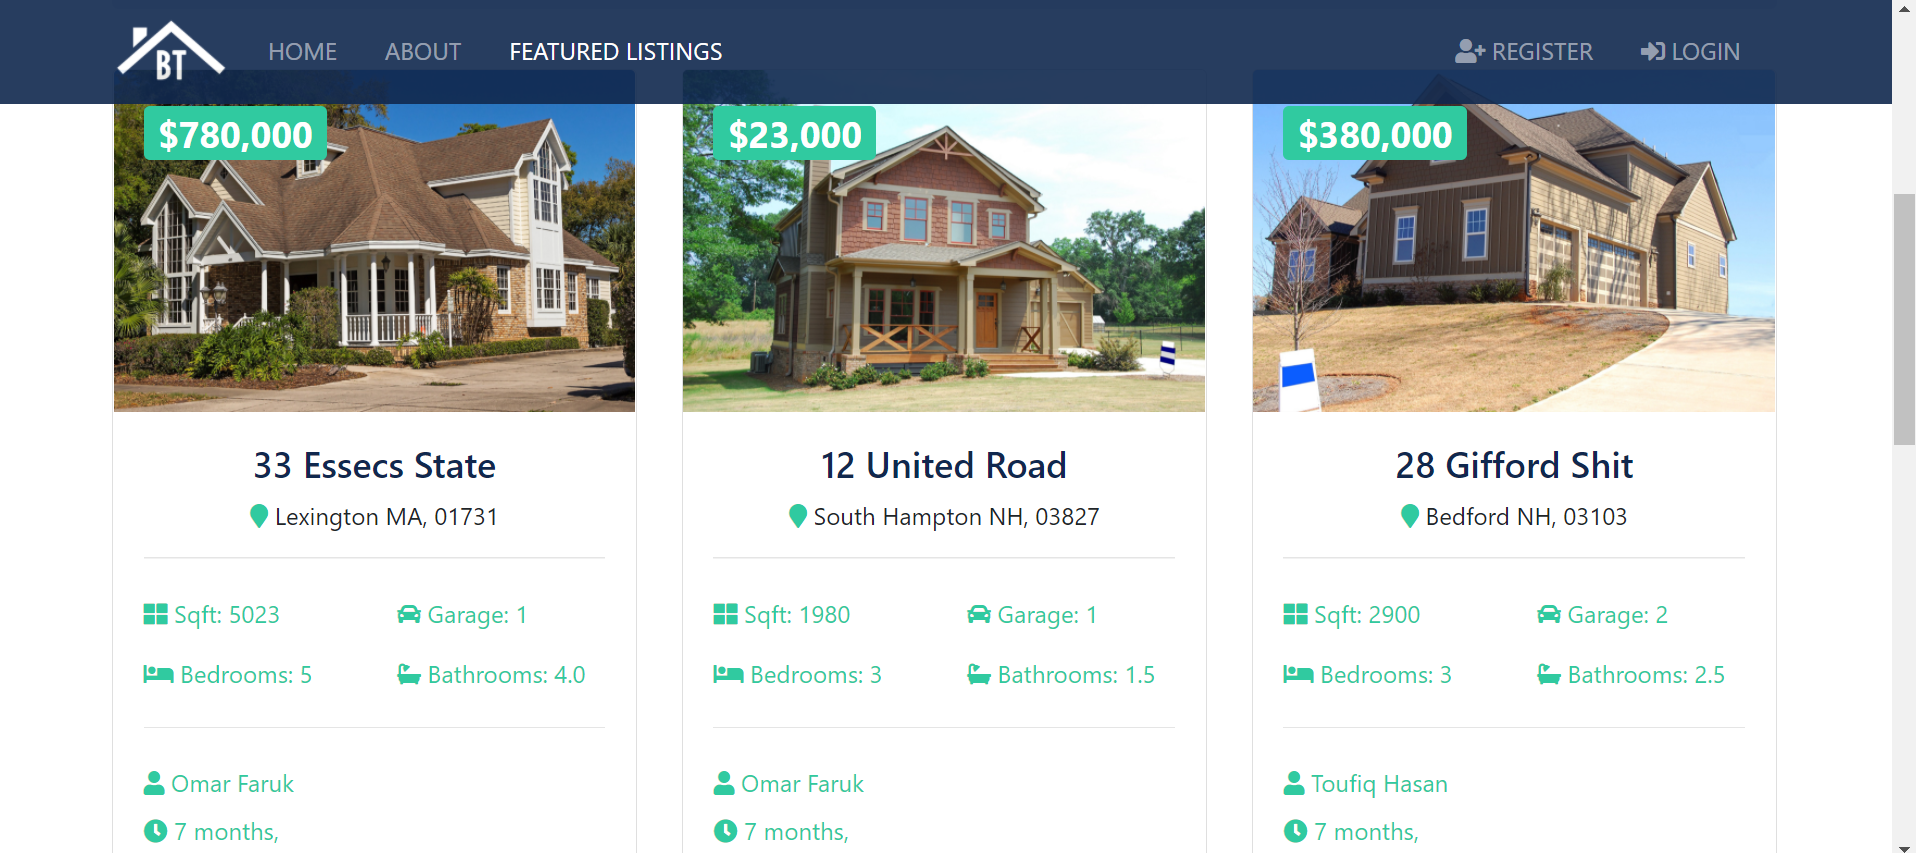 BT
HOME ABOUT FEATURED LISTINGS REGISTER LOGIN
$780,000
33 Essecs State
Lexington MA, 01731
Sqft: 5023 Garage: 1
Bedrooms: 5 Bathrooms: 4.0
Omar Faruk
7 months,
$23,000
12 United Road
South Hampton NH, 03827
Sqft: 1980 Garage: 1
Bedrooms: 3 Bathrooms: 1.5
Omar Faruk
7 months,
$380,000
28 Gifford Shit
Bedford NH, 03103
Sqft: 2900 Garage: 2
Bedrooms: 3 Bathrooms: 2.5
Toufiq Hasan
7 months,